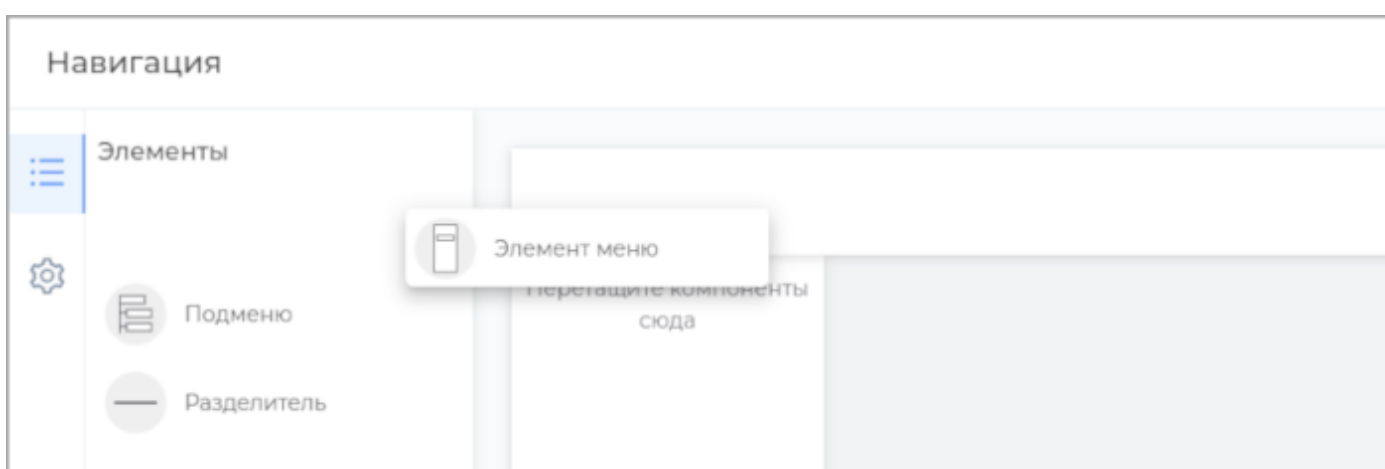 Навигация
Элементы
Элемент меню
Перетащите компоненты
сюда
Подменю
Разделитель